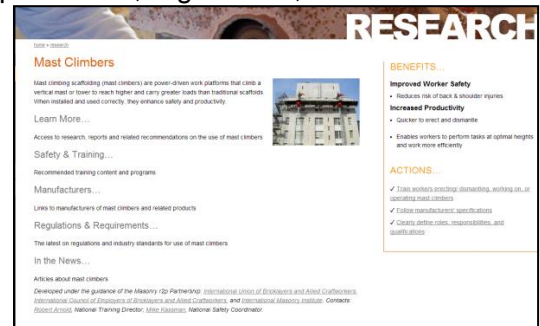 RESEARCH
home » research
Mast Climbers
Mast climbing scaffolding (mast climbers) are power-driven work platforms that climb a
vertical mast or tower to reach higher and carry greater loads than traditional scaffolds
When installed and used correctly, they enhance safety and productivity.
Learn More...
Access to research, reports and related recommendations on the use of mast climbers
Safety & Training...
Recommended training content and programs
Manufacturers...
Links to manufacturers of mast climbers and related products
Regulations & Requirements...
The latest on regulations and industry standards for use of mast climbers
In the News...
Articles about mast climbers
Developed under the guidance of the Masonry r2p Partnership: International Union of Bricklayers and Allied Craftworkers,
International Council of Employers of Bricklayers and Allied Craftworkers, and International Masonry Institute. Contacts:
Robert Arnold, National Training Director, Mike Kassman, National Safety Coordinator.
BENEFITS...
Improved Worker Safety
• Reduces risk of back & shoulder injuries
Increased Productivity
• Quicker to erect and dismantle
• Enables workers to perform tasks at optimal heights
and work more efficiently
ACTIONS...
✓ Train workers erecting/ dismantling, working on, or
operating mast climbers
✓ Follow manufacturers' specifications
✓ Clearly define roles, responsibilities, and
qualifications